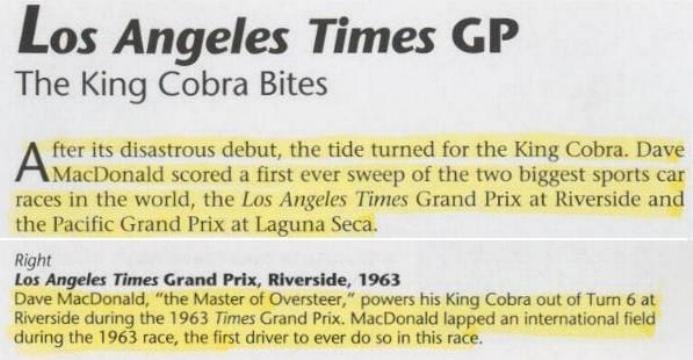 Los Angeles Times GP
The King Cobra Bites
After its disastrous debut, the tide turned for the King Cobra. Dave
MacDonald scored a first ever sweep of the two biggest sports car
races in the world, the Los Angeles Times Grand Prix at Riverside and
the Pacific Grand Prix at Laguna Seca.
Right
Los Angeles Times Grand Prix, Riverside, 1963
Dave MacDonald, “the Master of Oversteer,” powers his King Cobra out of Turn 6 at
Riverside during the 1963 Times Grand Prix. MacDonald lapped an international field
during the 1963 race, the first driver to ever do so in this race.